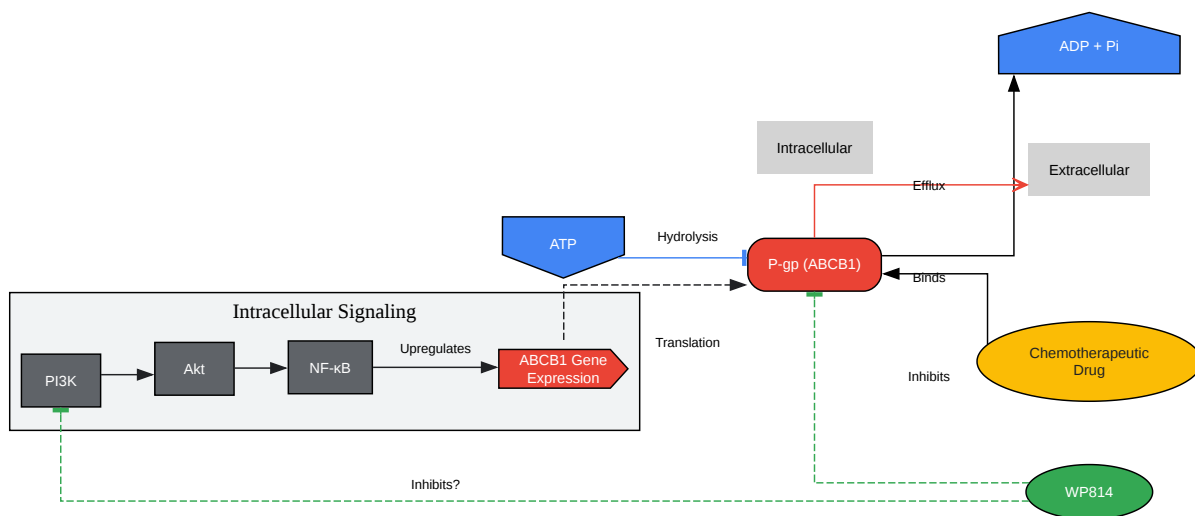 ADP + Pi
Intracellular
Extracellular
Efflux
ATP
Hydrolysis
P-gp (ABCB1)
Binds
Intracellular Signaling
Translation
Chemotherapeutic
Drug
PI3K
Akt
NF-κB
Upregulates
ABCB1 Gene
Expression
Inhibits
Inhibits?
WP814